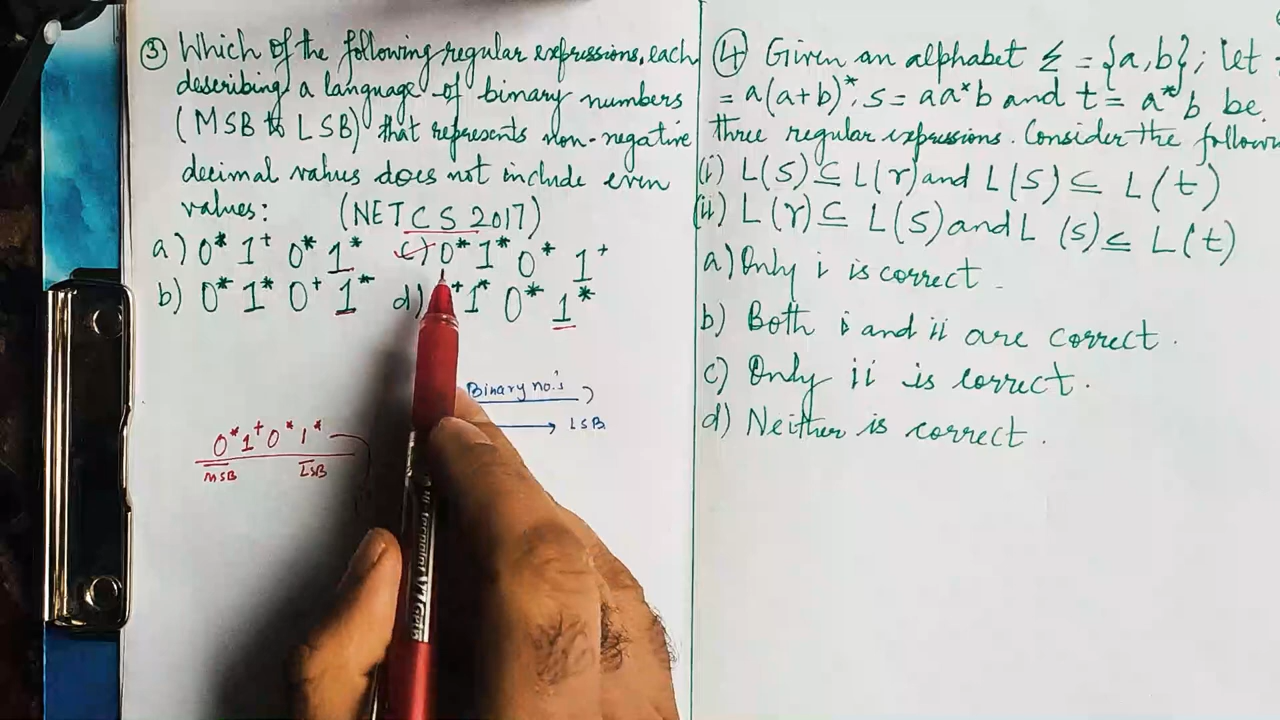 ③ Which of the following regular expressions, each
describing a language of binary numbers
(MSB to LSB) that represents non-negative
decimal values does not include even
values: (NET CS 2017)
a) 0* 1+ 0* 1* c) 0* 1* 0* 1+
b) 0* 1* 0+ 1* d) + 1* 0* 1*
Binary no.'s
LSB
0* 1+ 0* 1*
MSB LSB
④ Given an alphabet Σ = {a, b}; let
= a(a+b)*, s = aa*b and t = a*b be
three regular expressions. Consider the
(i) L(s) ⊆ L(r) and L(s) ⊆ L(t)
(ii) L(r) ⊆ L(s) and L (s) ⊆ L(t)
a) Only i is correct.
b) Both i and ii are correct.
c) Only ii is correct.
d) Neither is correct.